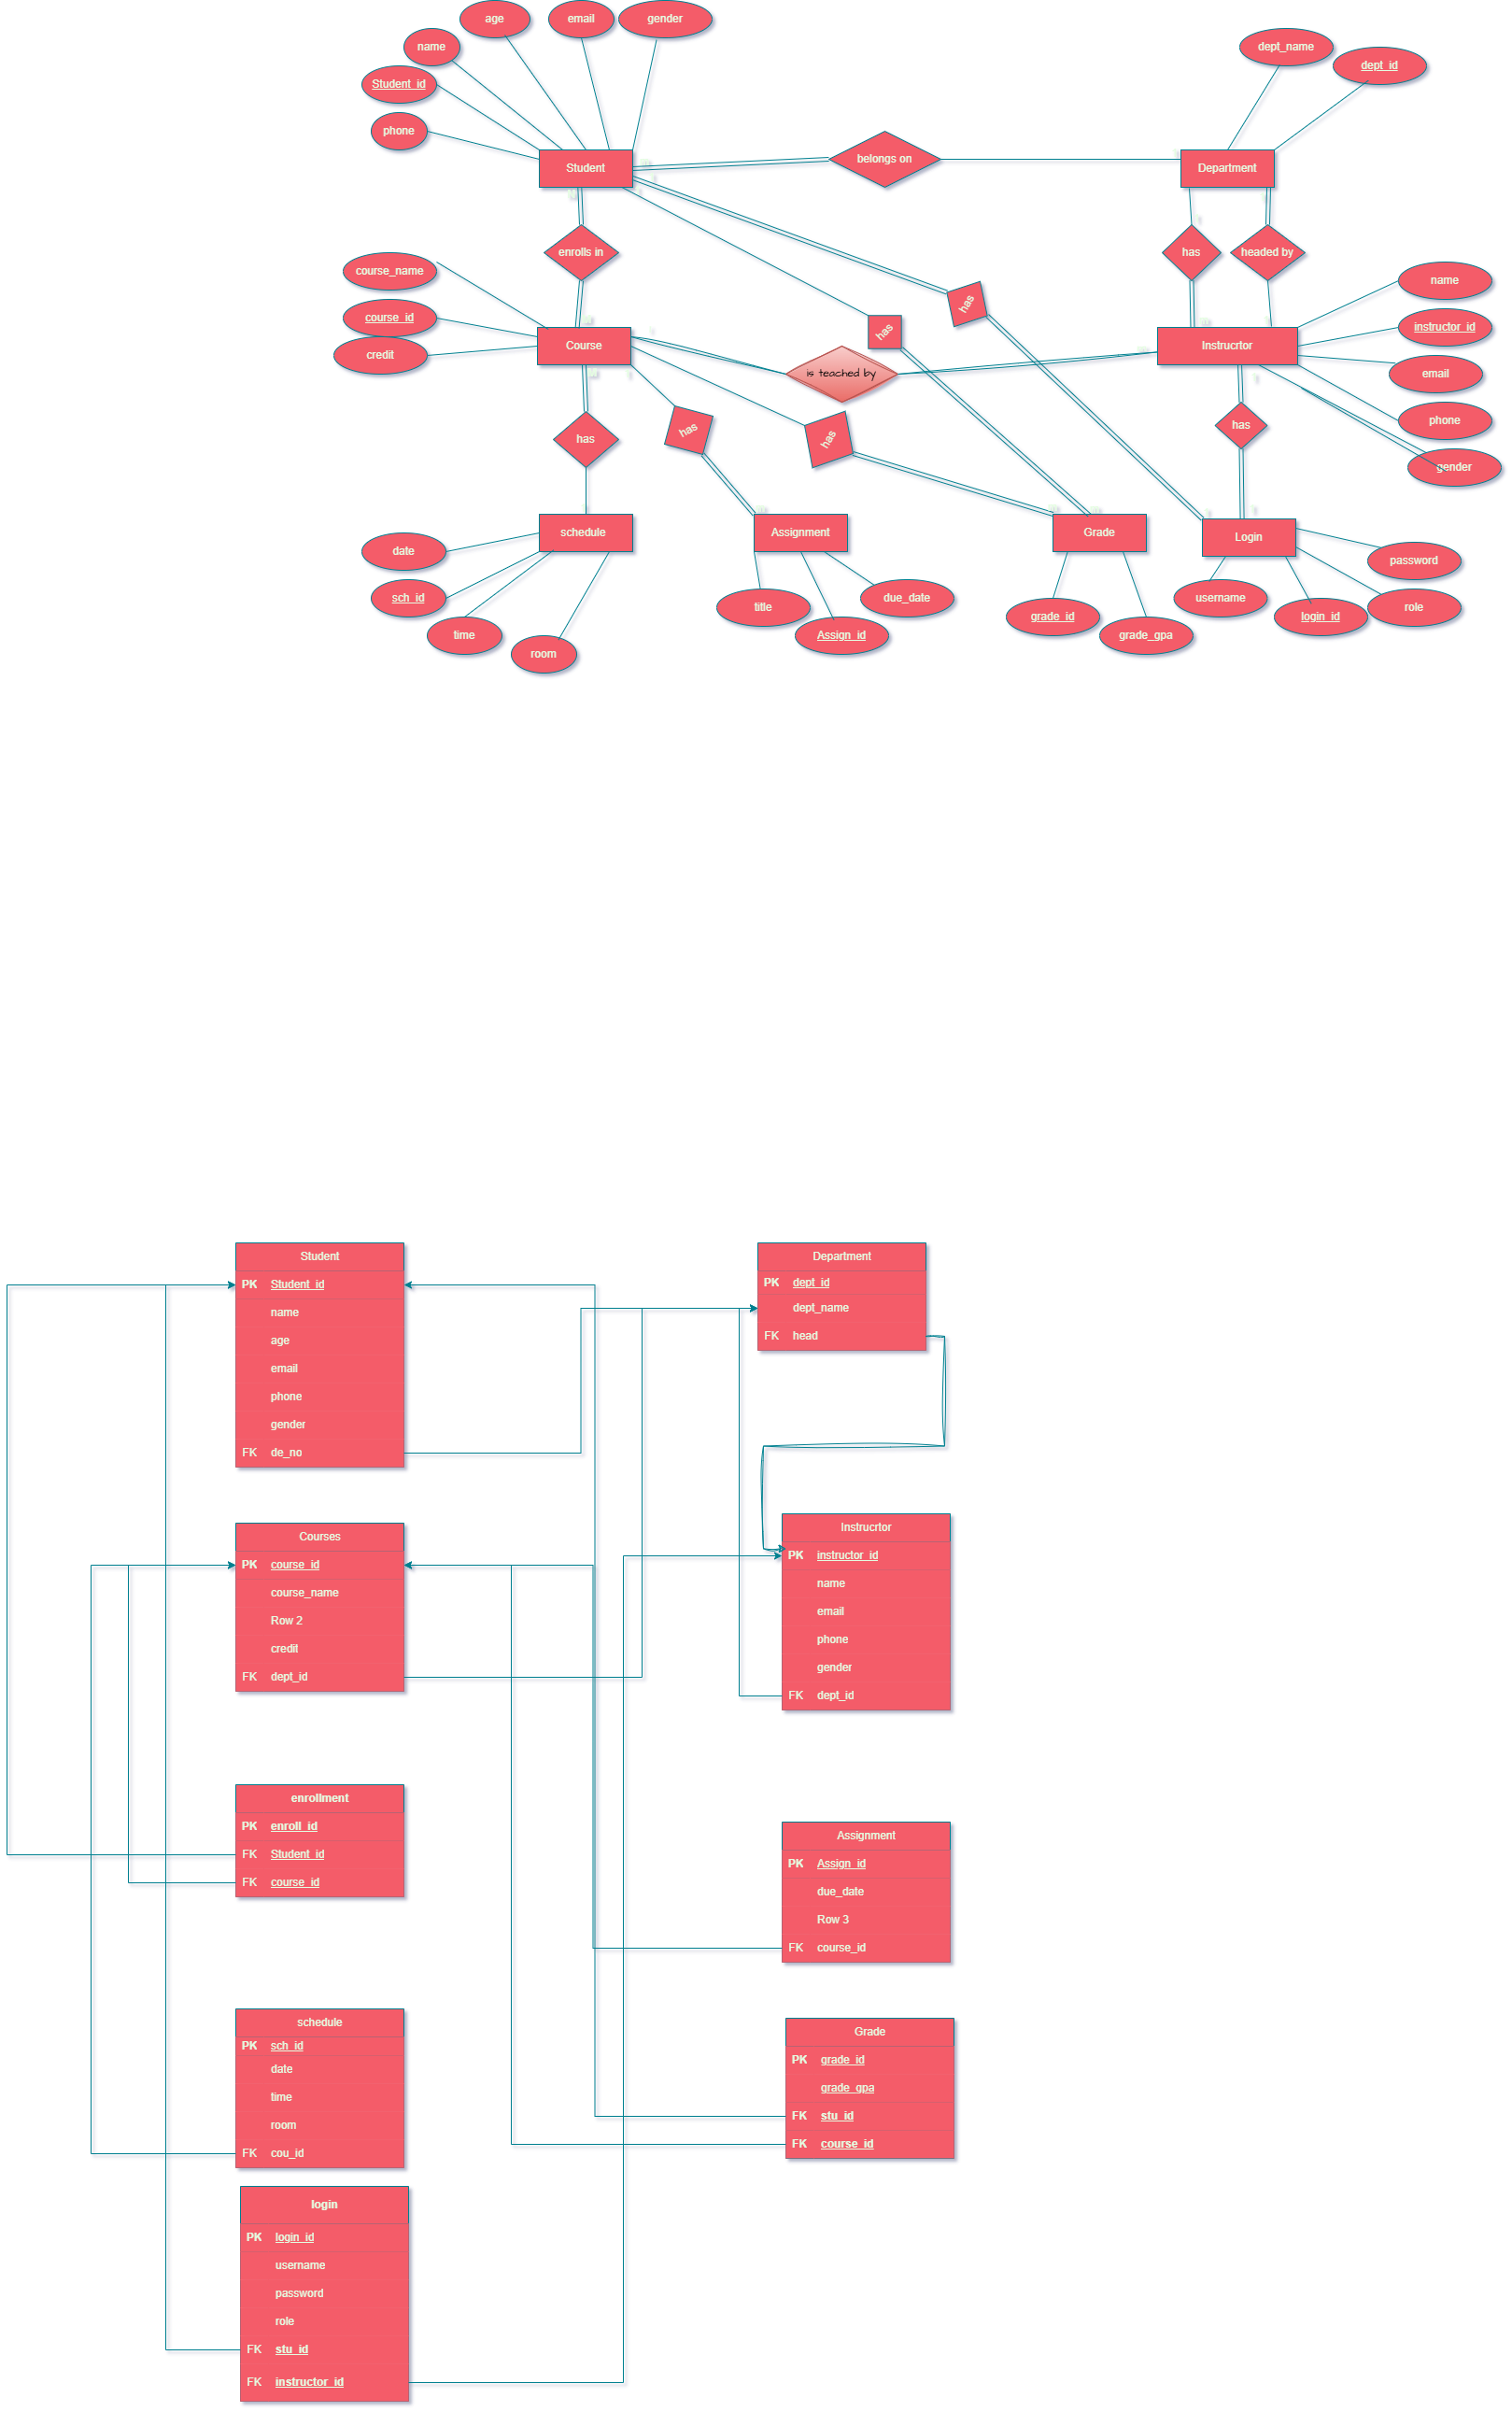 age
email
gender
name
dept_name
dept_id
Student_id
phone
Student
belongs on
Department
enrolls in
has
headed by
course_name
name
has
course_id
instructor_id
has
credit
Course
Instrucrtor
is teached by
email
phone
has
has
has
has
gender
schedule
Assignment
Grade
Login
date
password
sch_id
title
due_date
username
role
time
Assign_id
grade_id
grade_gpa
login_id
room
Student
PK Student_id
name
age
email
phone
gender
FK de_no
Department
PK dept_id
dept_name
FK head
Courses
PK course_id
course_name
Row 2
credit
FK dept_id
Instrucrtor
PK instructor_id
name
email
phone
gender
FK dept_id
enrollment
PK enroll_id
FK Student_id
FK course_id
Assignment
PK Assign_id
due_date
Row 3
FK course_id
schedule
PK sch_id
date
time
room
FK cou_id
Grade
PK grade_id
grade_gpa
FK stu_id
FK course_id
login
PK login_id
username
password
role
FK stu_id
FK instructor_id